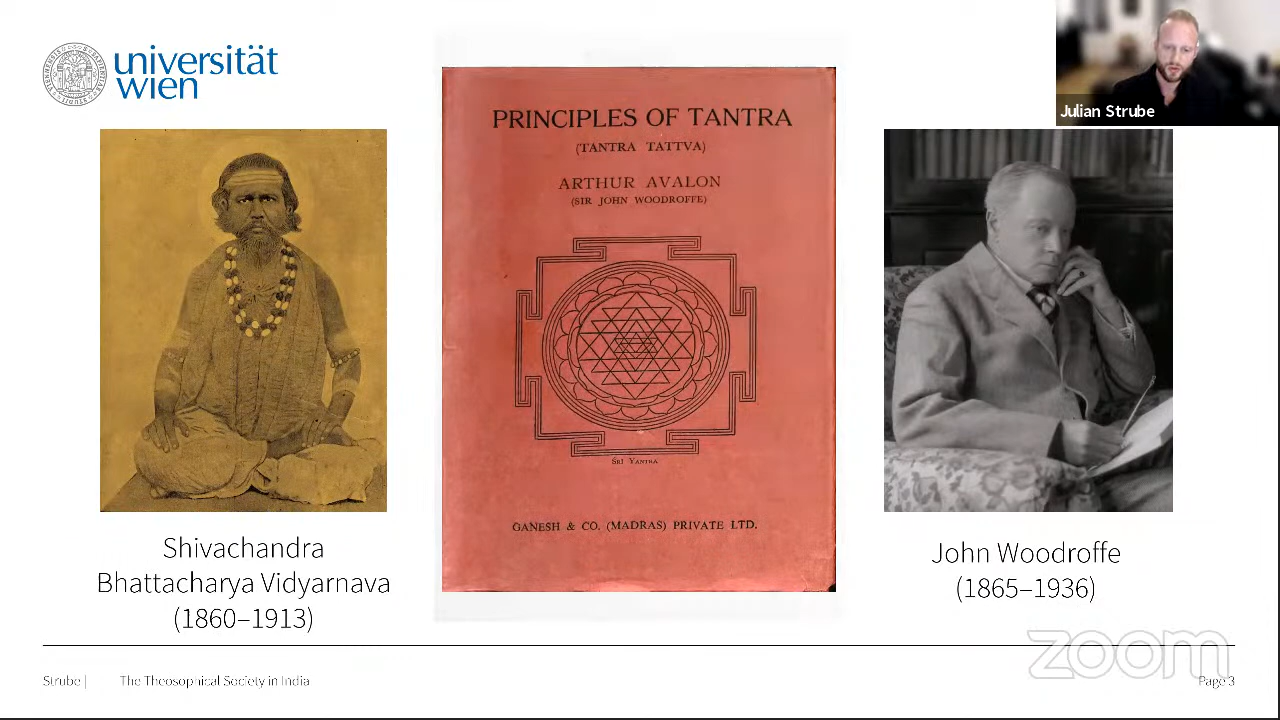 universität
wien
Julian Strube
PRINCIPLES OF TANTRA
(TANTRA TATTVA)
ARTHUR AVALON
(SIR JOHN WOODROFFE)
SRI YANTRA
GANESH & CO. (MADRAS) PRIVATE LTD.
Shivachandra
Bhattacharya Vidyarnava
(1860–1913)
John Woodroffe
(1865–1936)
zoom
Strube | The Theosophical Society in India
Page 3